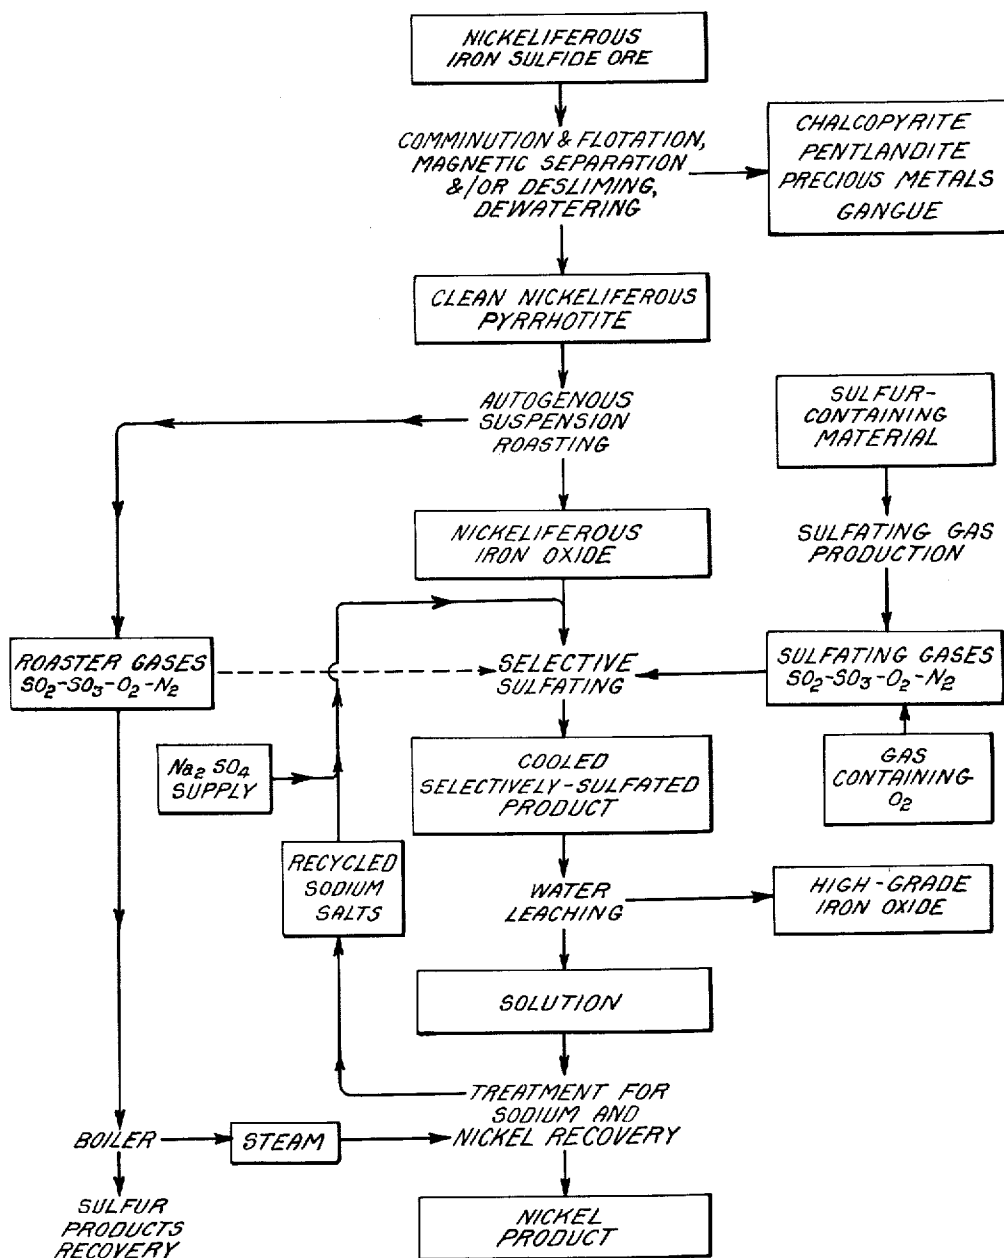 NICKELIFEROUS
IRON SULFIDE ORE
COMMINUTION & FLOTATION,
MAGNETIC SEPARATION
&/OR DESLIMING,
DEWATERING
CHALCOPYRITE
PENTLANDITE
PRECIOUS METALS
GANGUE
CLEAN NICKELIFEROUS
PYRRHOTITE
AUTOGENOUS
SUSPENSION
ROASTING
SULFUR-
CONTAINING
MATERIAL
NICKELIFEROUS
IRON OXIDE
SULFATING GAS
PRODUCTION
ROASTER GASES
SO₂-SO₃-O₂-N₂
SELECTIVE
SULFATING
SULFATING GASES
SO₂-SO₃-O₂-N₂
Na₂ SO₄
SUPPLY
COOLED
SELECTIVELY-SULFATED
PRODUCT
GAS
CONTAINING
O₂
RECYCLED
SODIUM
SALTS
WATER
LEACHING
HIGH-GRADE
IRON OXIDE
SOLUTION
TREATMENT FOR
SODIUM AND
NICKEL RECOVERY
BOILER
STEAM
SULFUR
PRODUCTS
RECOVERY
NICKEL
PRODUCT